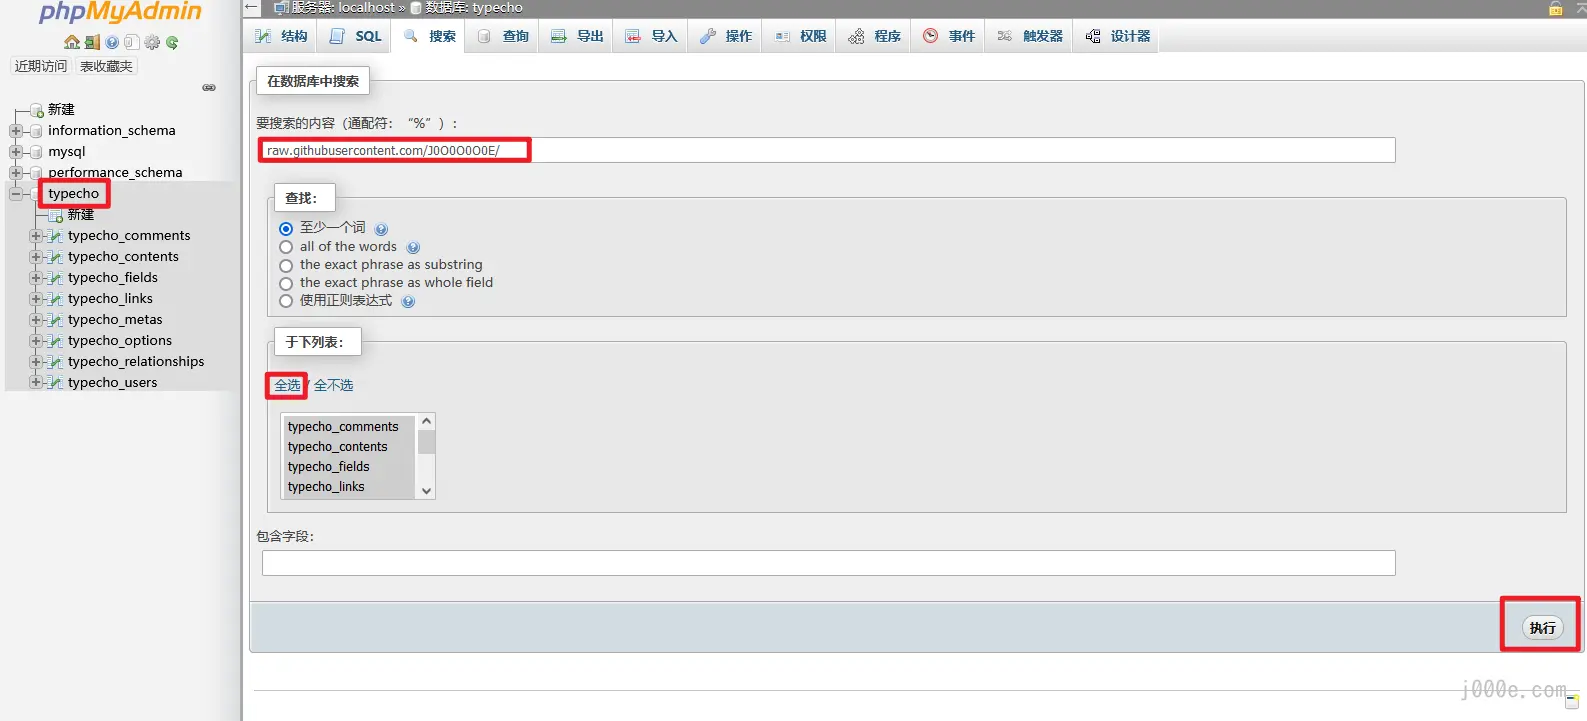 phpMyAdmin
近期访问 表收藏夹
新建
information_schema
mysql
performance_schema
typecho
新建
typecho_comments
typecho_contents
typecho_fields
typecho_links
typecho_metas
typecho_options
typecho_relationships
typecho_users
服务器: localhost » 数据库: typecho
结构 SQL 搜索 查询 导出 导入 操作 权限 程序 事件 触发器 设计器
在数据库中搜索
要搜索的内容（通配符：“%”）:
raw.githubusercontent.com/J0O0O0O0E/
查找:
至少一个词
all of the words
the exact phrase as substring
the exact phrase as whole field
使用正则表达式
于下列表:
全选 / 全不选
typecho_comments
typecho_contents
typecho_fields
typecho_links
包含字段:
执行
j000e.com